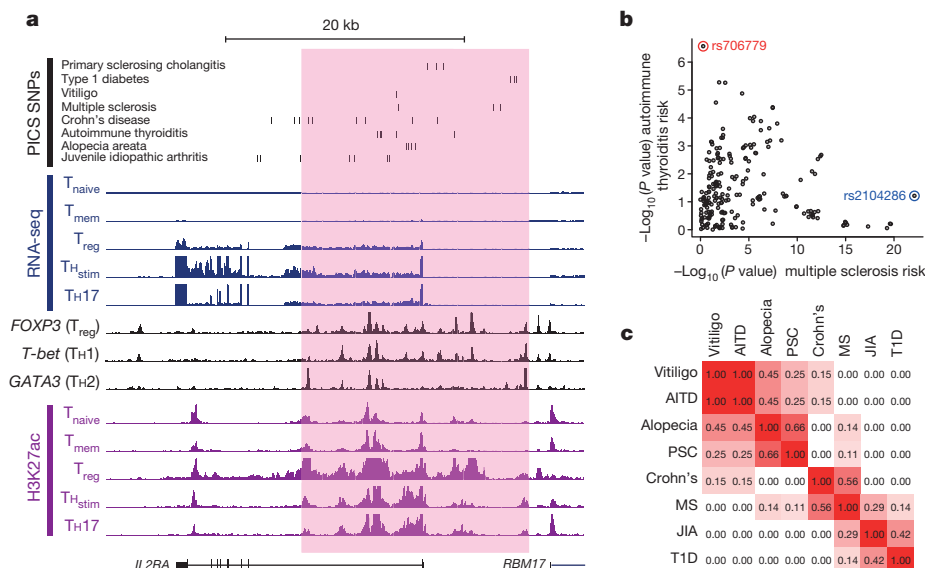 a
20 kb
PICS SNPs
Primary sclerosing cholangitis
Type 1 diabetes
Vitiligo
Multiple sclerosis
Crohn's disease
Autoimmune thyroiditis
Alopecia areata
Juvenile idiopathic arthritis
RNA-seq
Tnaive
Tmem
Treg
THstim
TH17
FOXP3 (Treg)
T-bet (TH1)
GATA3 (TH2)
H3K27ac
Tnaive
Tmem
Treg
THstim
TH17
IL2RA
RBM17
b
rs706779
rs2104286
–Log10 (P value) autoimmune
thyroiditis risk
6
5
4
3
2
1
0
0 5 10 15 20
–Log10 (P value) multiple sclerosis risk
c
Vitiligo AITD Alopecia PSC Crohn's MS JIA T1D
Vitiligo 1.00 1.00 0.45 0.25 0.15 0.00 0.00 0.00
AITD 1.00 1.00 0.45 0.25 0.15 0.00 0.00 0.00
Alopecia 0.45 0.45 1.00 0.66 0.00 0.14 0.00 0.00
PSC 0.25 0.25 0.66 1.00 0.00 0.11 0.00 0.00
Crohn's 0.15 0.15 0.00 0.00 1.00 0.56 0.00 0.00
MS 0.00 0.00 0.14 0.11 0.56 1.00 0.29 0.14
JIA 0.00 0.00 0.00 0.00 0.00 0.29 1.00 0.42
T1D 0.00 0.00 0.00 0.00 0.00 0.14 0.42 1.00